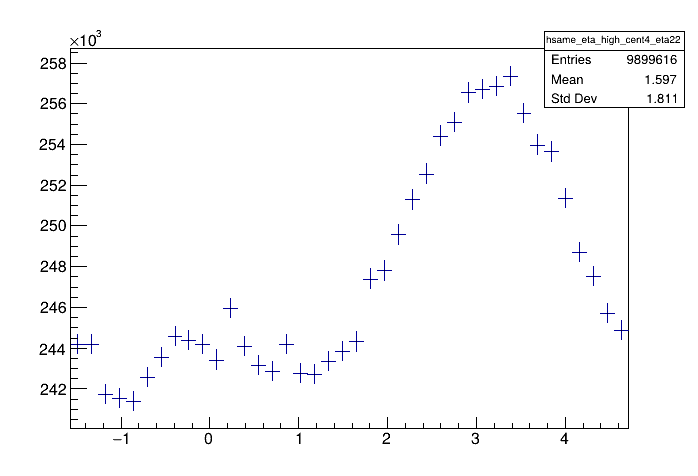 ×10³
hsame_eta_high_cent4_eta22
Entries 9899616
Mean 1.597
Std Dev 1.811
258
256
254
252
250
248
246
244
242
−1 0 1 2 3 4